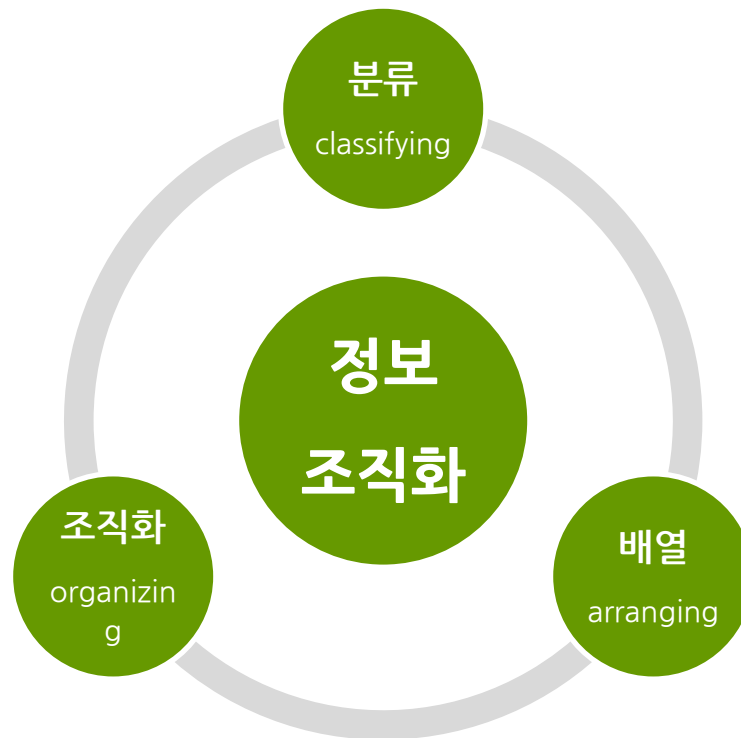 분류
classifying
정보
조직화
조직화
organizin
g
배열
arranging